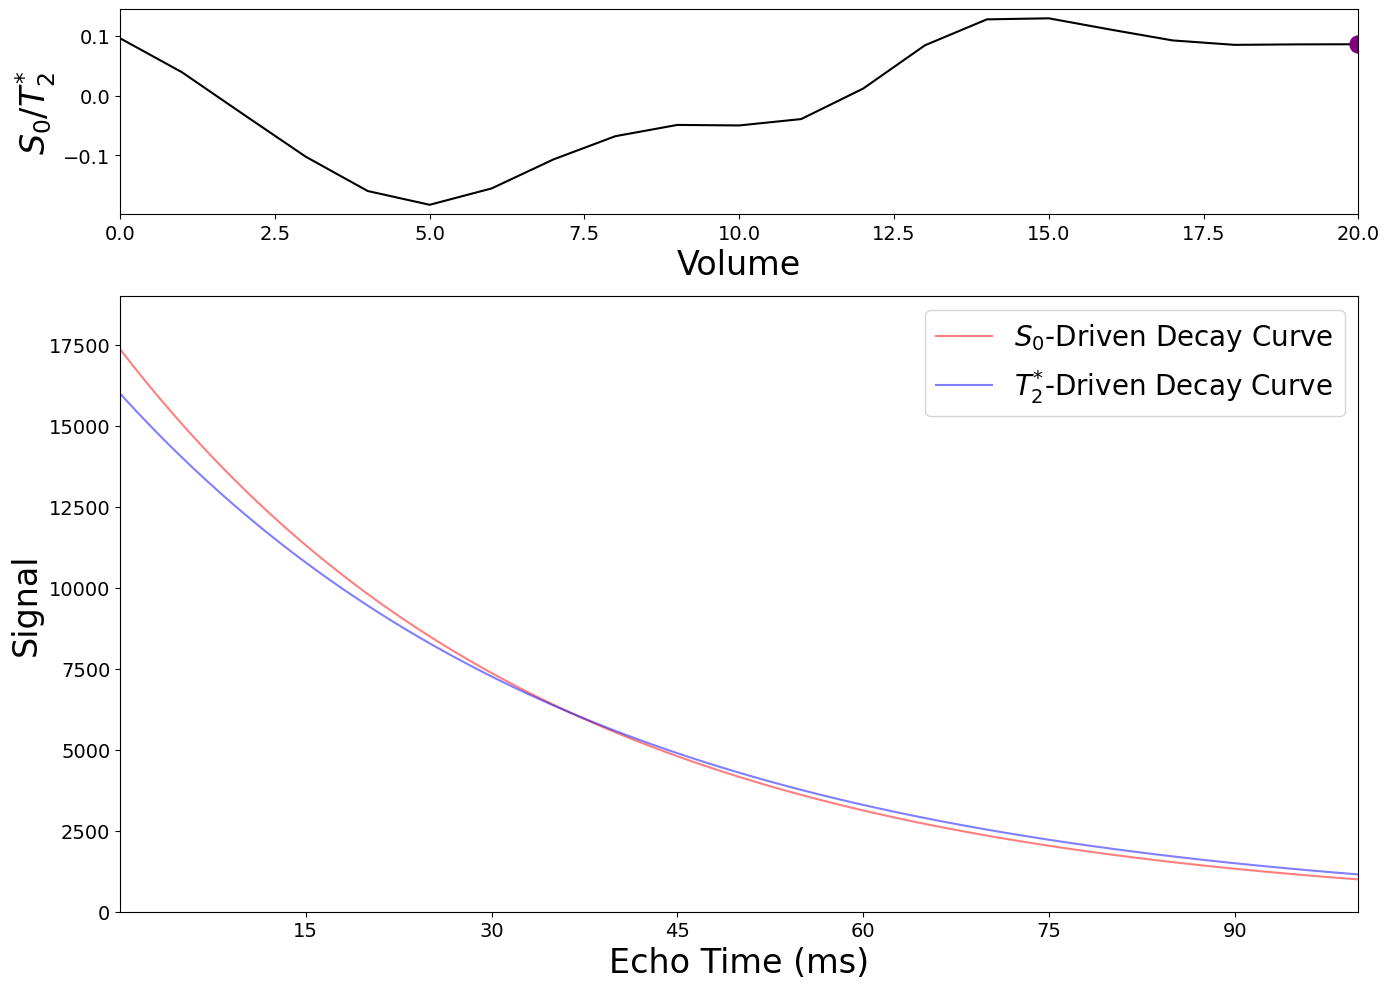 S₀/T₂*
0.1
0.0
−0.1
0.0 2.5 5.0 7.5 10.0 12.5 15.0 17.5 20.0
Volume
Signal
17500
15000
12500
10000
7500
5000
2500
0
S₀-Driven Decay Curve
T₂*-Driven Decay Curve
15 30 45 60 75 90
Echo Time (ms)